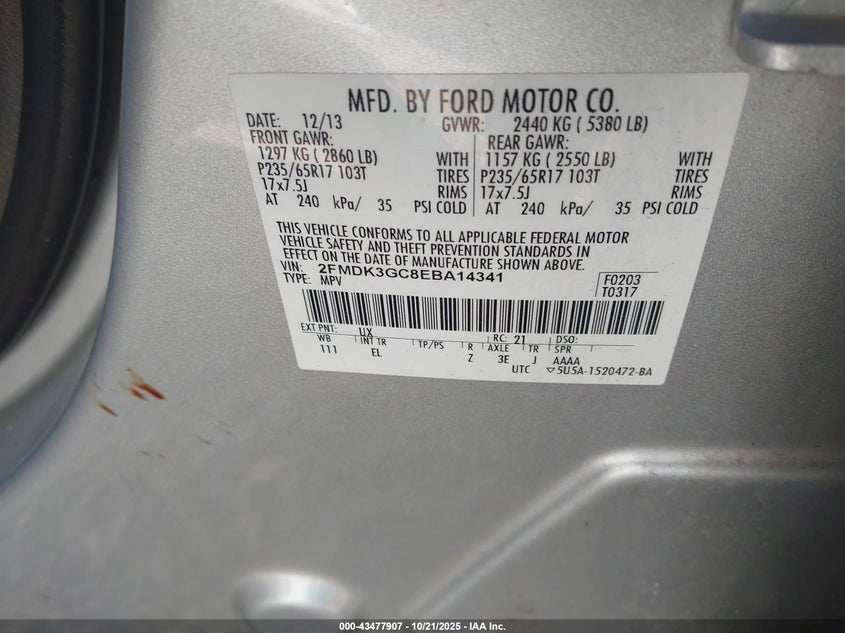 MFD. BY FORD MOTOR CO.
DATE: 12/13 GVWR: 2440 KG ( 5380 LB)
FRONT GAWR: REAR GAWR:
1297 KG ( 2860 LB) WITH 1157 KG ( 2550 LB) WITH
P235/65R17 103T TIRES P235/65R17 103T TIRES
17x7.5J RIMS 17x7.5J RIMS
AT 240 kPa/ 35 PSI COLD AT 240 kPa/ 35 PSI COLD
THIS VEHICLE CONFORMS TO ALL APPLICABLE FEDERAL MOTOR
VEHICLE SAFETY AND THEFT PREVENTION STANDARDS IN
EFFECT ON THE DATE OF MANUFACTURE SHOWN ABOVE.
VIN: 2FMDK3GC8EBA14341 F0203
TYPE: MPV T0317
EXT PNT: UX RC: 21 DSO:
WB INT TR TP/PS R AXLE TR SPR
111 EL Z 3E J AAAA
UTC ▽5U5A-1520472-BA
000-43477907 - 10/21/2025 - IAA Inc.